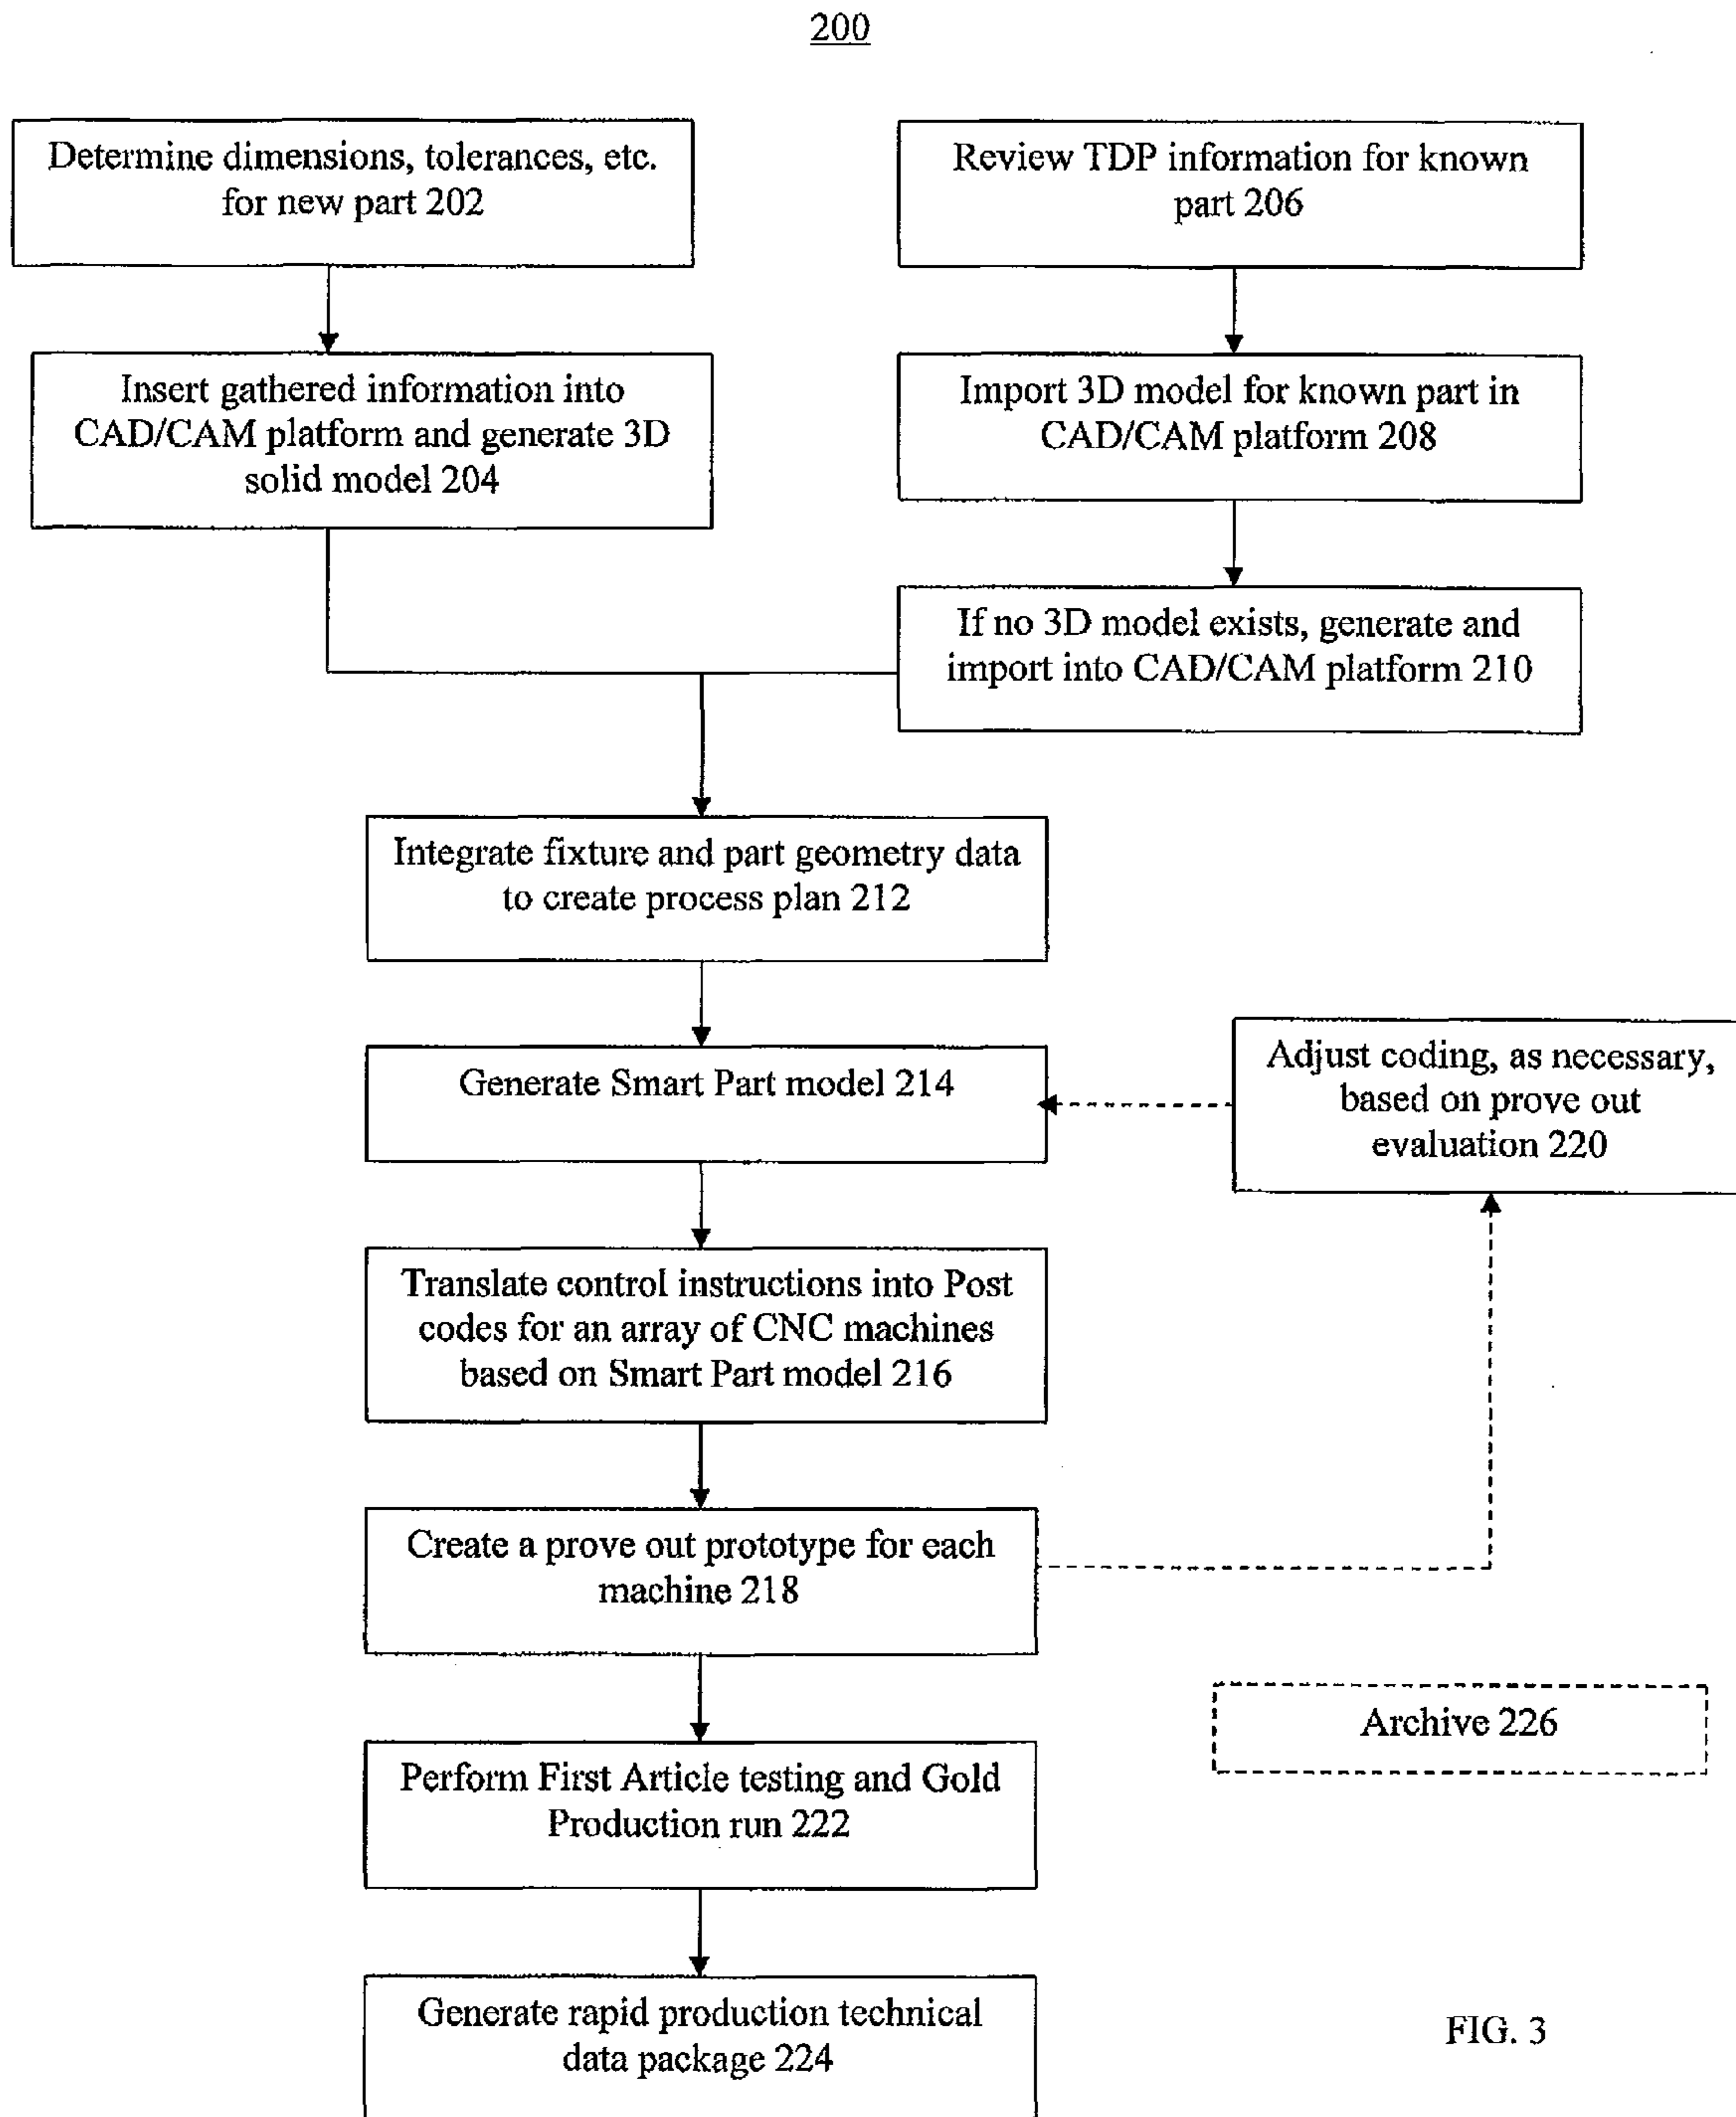 200
Determine dimensions, tolerances, etc.
for new part 202
Review TDP information for known
part 206
Insert gathered information into
CAD/CAM platform and generate 3D
solid model 204
Import 3D model for known part in
CAD/CAM platform 208
If no 3D model exists, generate and
import into CAD/CAM platform 210
Integrate fixture and part geometry data
to create process plan 212
Generate Smart Part model 214
Adjust coding, as necessary,
based on prove out
evaluation 220
Translate control instructions into Post
codes for an array of CNC machines
based on Smart Part model 216
Create a prove out prototype for each
machine 218
Archive 226
Perform First Article testing and Gold
Production run 222
Generate rapid production technical
data package 224
FIG. 3